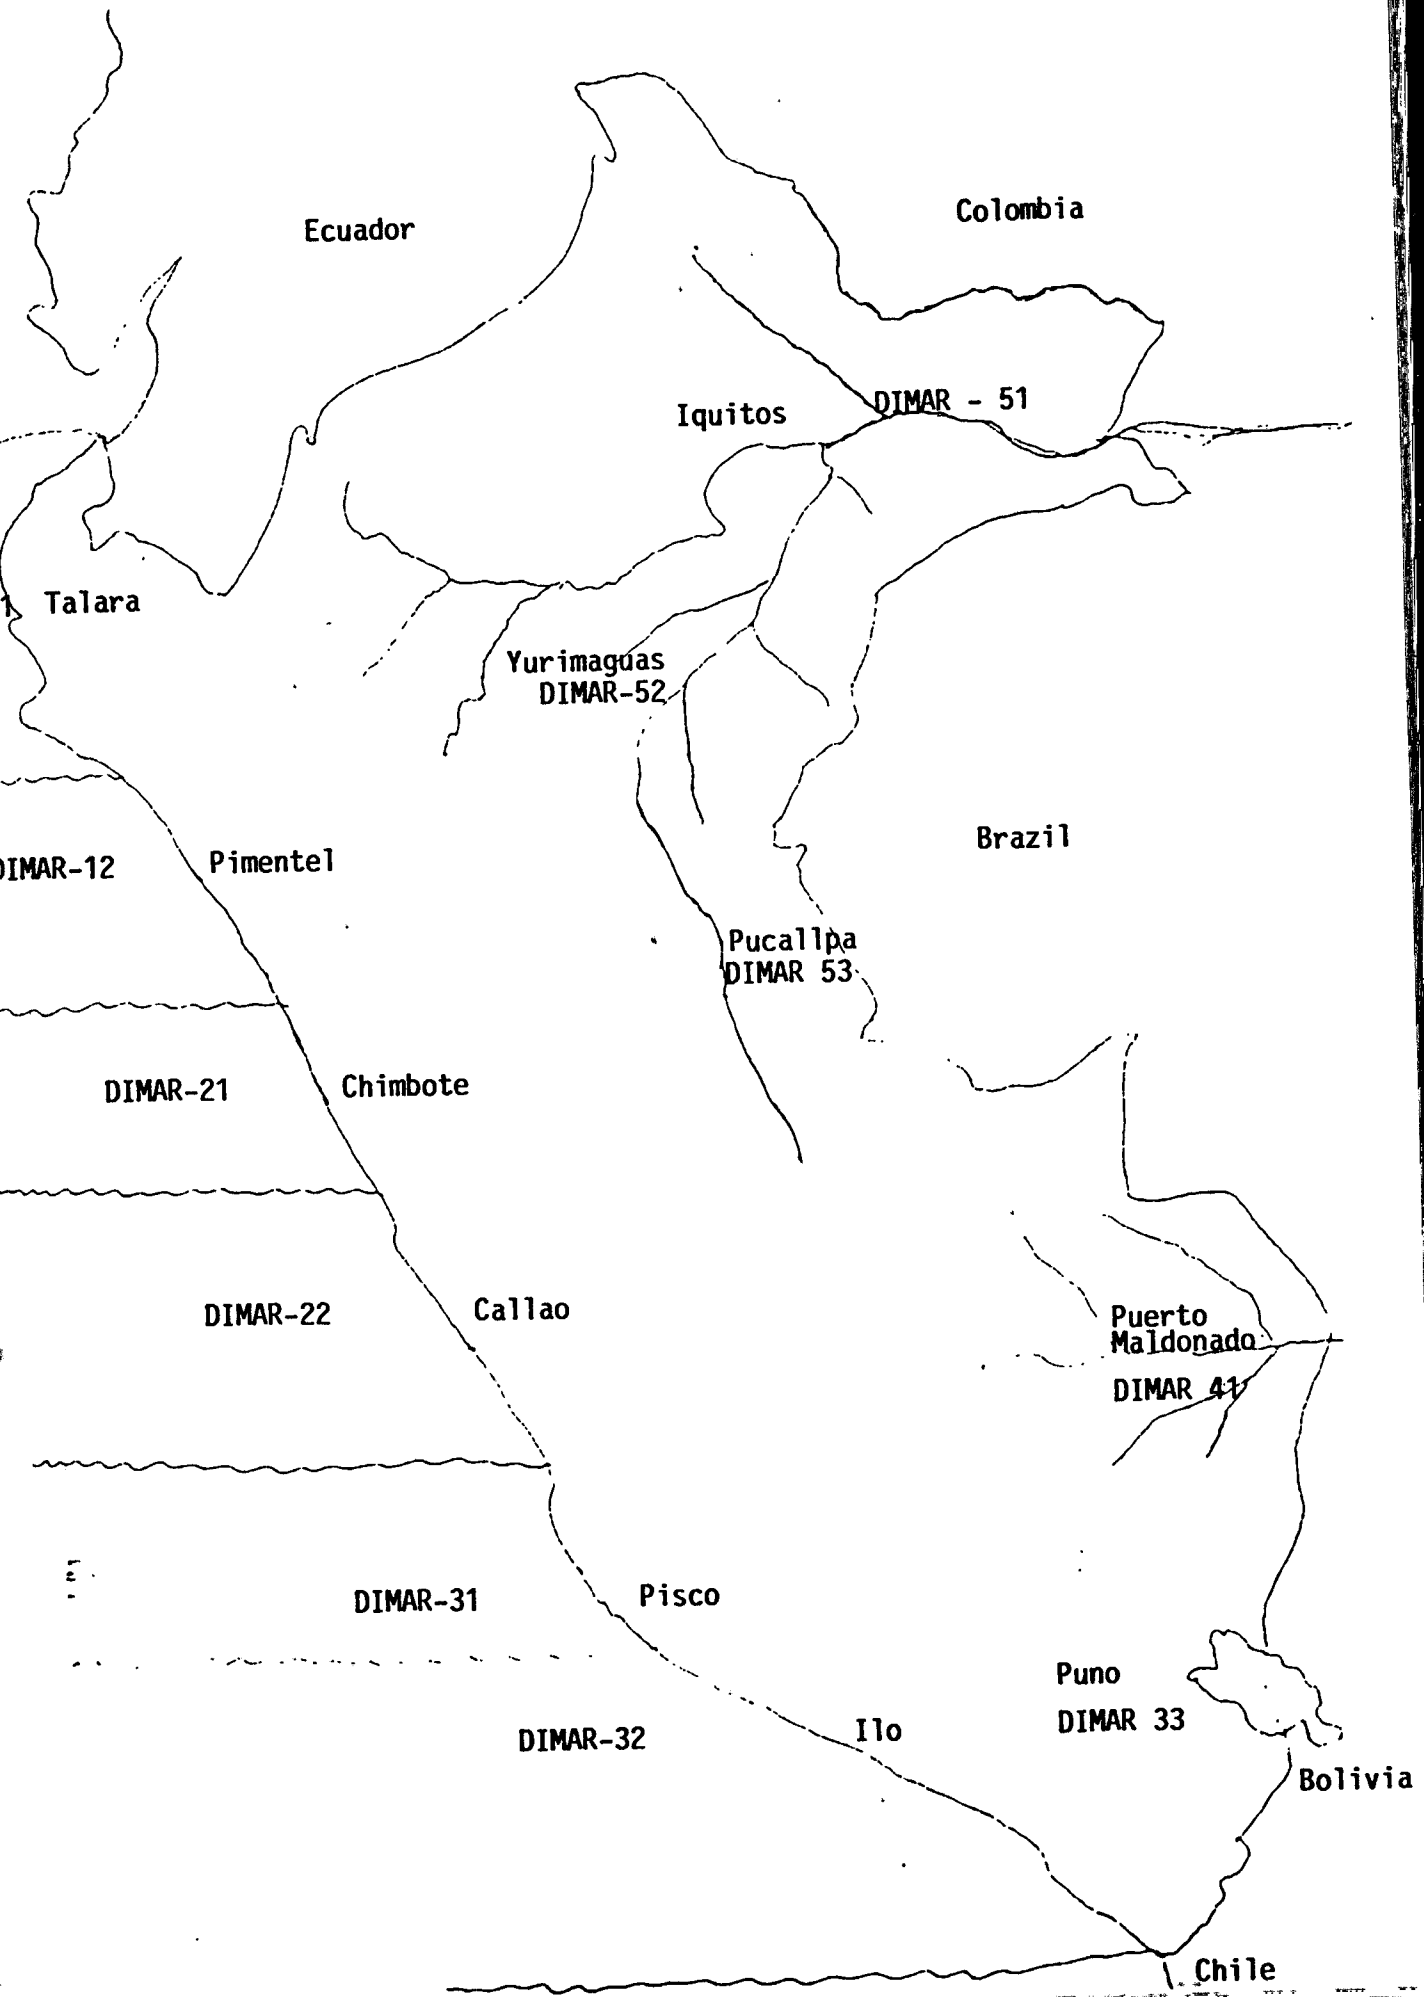 Colombia
Ecuador
DIMAR - 51
Iquitos
1 Talara
Yurimaguas
DIMAR-52
Brazil
DIMAR-12 Pimentel
Pucallpa
DIMAR 53
DIMAR-21 Chimbote
DIMAR-22 Callao
Puerto
Maldonado
DIMAR 41
DIMAR-31 Pisco
Puno
DIMAR 33
DIMAR-32 Ilo
Bolivia
Chile